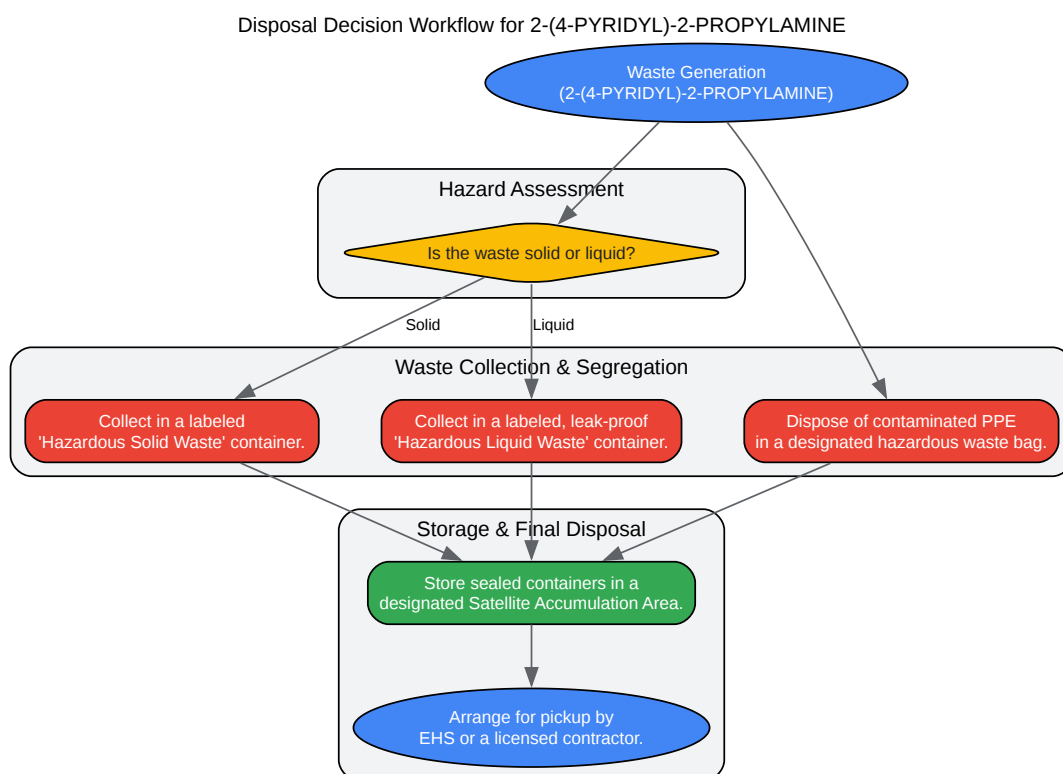 Disposal Decision Workflow for 2-(4-PYRIDYL)-2-PROPYLAMINE
Waste Generation
(2-(4-PYRIDYL)-2-PROPYLAMINE)
Hazard Assessment
Is the waste solid or liquid?
Solid
Liquid
Waste Collection & Segregation
Collect in a labeled
'Hazardous Solid Waste' container.
Collect in a labeled, leak-proof
'Hazardous Liquid Waste' container.
Dispose of contaminated PPE
in a designated hazardous waste bag.
Storage & Final Disposal
Store sealed containers in a
designated Satellite Accumulation Area.
Arrange for pickup by
EHS or a licensed contractor.